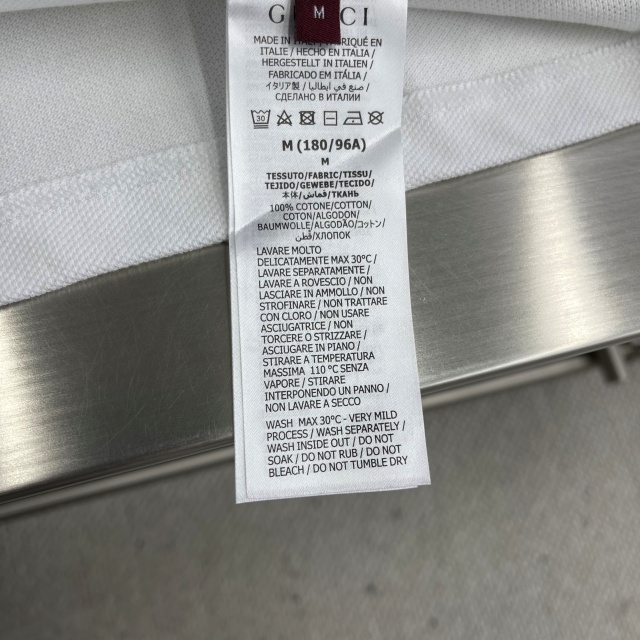 G CI
M
MADE IN ITALY/FABRIQUÉ EN
ITALIE / HECHO EN ITALIA /
HERGESTELLT IN ITALIEN /
FABRICADO EM ITÁLIA /
イタリア製 / صنع في ايطاليا /
СДЕЛАНО В ИТАЛИИ
30
M (180/96A)
M
TESSUTO/FABRIC/TISSU/
TEJIDO/GEWEBE/TECIDO/
本体/قماش/ТКАНЬ
100% COTONE/COTTON/
COTON/ALGODON/
BAUMWOLLE/ALGODÃO/コットン/
قطن/ХЛОПОК
LAVARE MOLTO
DELICATAMENTE MAX 30°C /
LAVARE SEPARATAMENTE /
LAVARE A ROVESCIO / NON
LASCIARE IN AMMOLLO / NON
STROFINARE / NON TRATTARE
CON CLORO / NON USARE
ASCIUGATRICE / NON
TORCERE O STRIZZARE /
ASCIUGARE IN PIANO /
STIRARE A TEMPERATURA
MASSIMA 110 °C SENZA
VAPORE / STIRARE
INTERPONENDO UN PANNO /
NON LAVARE A SECCO
WASH MAX 30°C - VERY MILD
PROCESS / WASH SEPARATELY /
WASH INSIDE OUT / DO NOT
SOAK / DO NOT RUB / DO NOT
BLEACH / DO NOT TUMBLE DRY